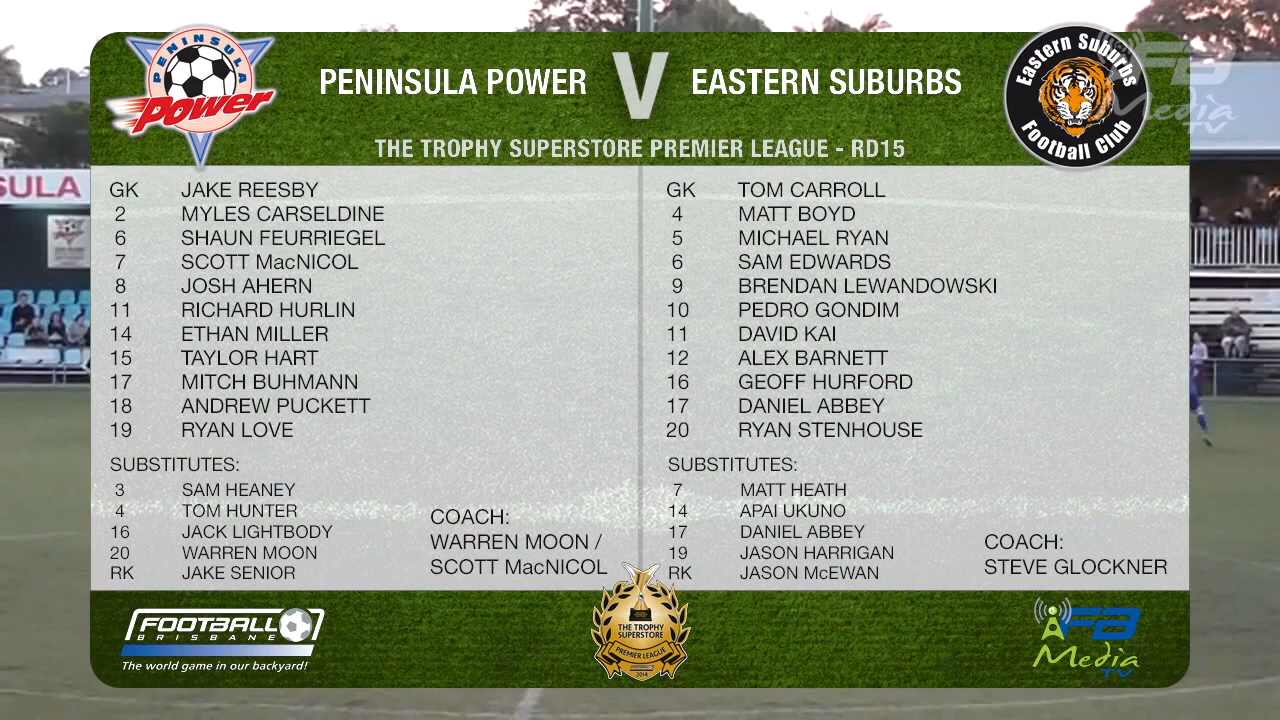 PENINSULA Power
PENINSULA POWER V EASTERN SUBURBS
Eastern Suburbs Football Club
FB Media TV
THE TROPHY SUPERSTORE PREMIER LEAGUE - RD15
SULA
GK JAKE REESBY
2 MYLES CARSELDINE
6 SHAUN FEURRIEGEL
7 SCOTT MacNICOL
8 JOSH AHERN
11 RICHARD HURLIN
14 ETHAN MILLER
15 TAYLOR HART
17 MITCH BUHMANN
18 ANDREW PUCKETT
19 RYAN LOVE
SUBSTITUTES:
3 SAM HEANEY
4 TOM HUNTER
16 JACK LIGHTBODY
20 WARREN MOON
RK JAKE SENIOR
COACH:
WARREN MOON /
SCOTT MacNICOL
GK TOM CARROLL
4 MATT BOYD
5 MICHAEL RYAN
6 SAM EDWARDS
9 BRENDAN LEWANDOWSKI
10 PEDRO GONDIM
11 DAVID KAI
12 ALEX BARNETT
16 GEOFF HURFORD
17 DANIEL ABBEY
20 RYAN STENHOUSE
SUBSTITUTES:
7 MATT HEATH
14 APAI UKUNO
17 DANIEL ABBEY
19 JASON HARRIGAN
RK JASON McEWAN
COACH:
STEVE GLOCKNER
FOOTBALL
BRISBANE
The world game in our backyard!
THE TROPHY
SUPERSTORE
PREMIER LEAGUE
2014
iFB
Media
TV